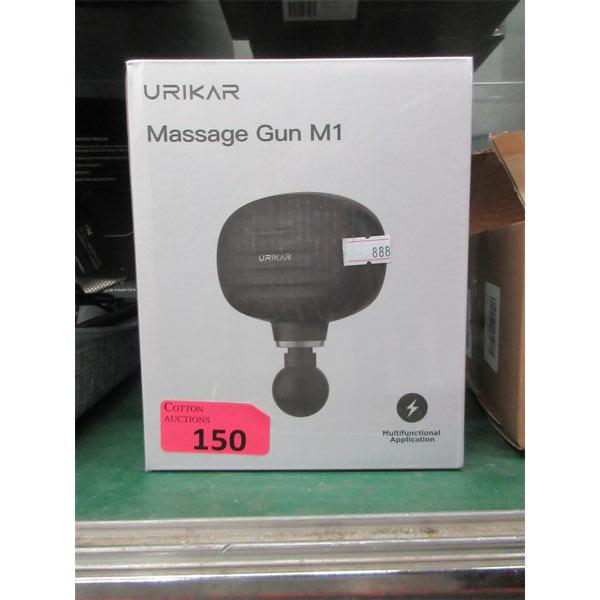 URIKAR
Massage Gun M1
URIKAR
888
COTTON
AUCTIONS
150
Multifunctional
Application